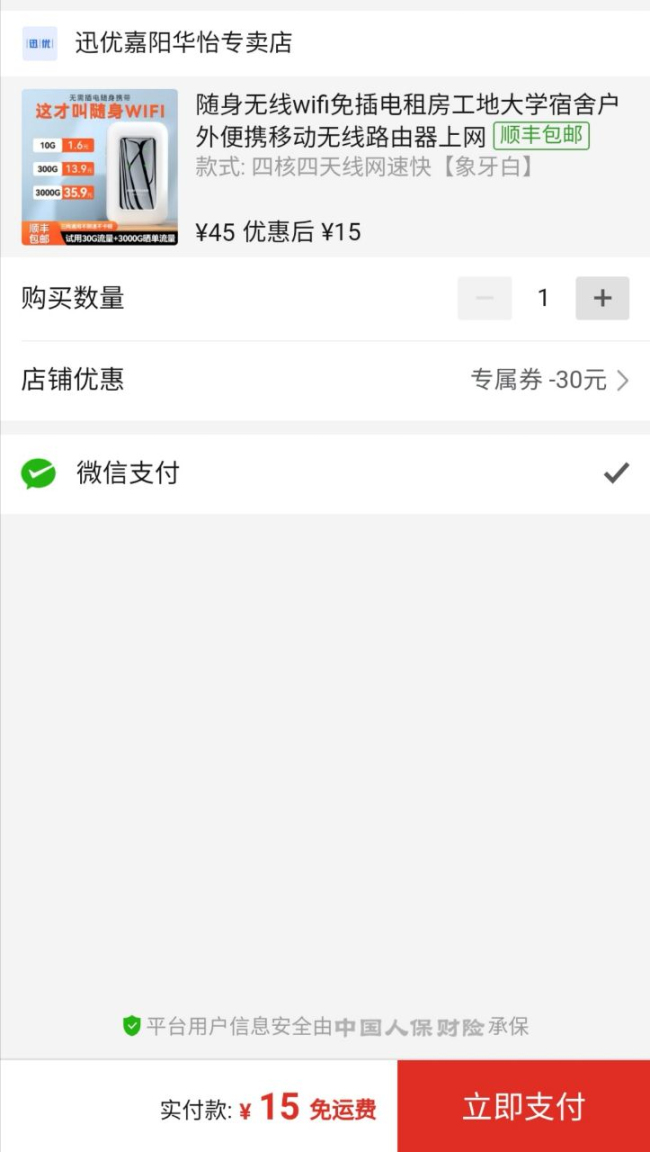 迅优
迅优嘉阳华怡专卖店
无需插电随身携带
这才叫随身WIFI
10G 1.6元
300G 13.9元
3000G 35.9元
顺丰包邮
试用30G流量+3000G晒单流量
随身无线wifi免插电租房工地大学宿舍户
外便携移动无线路由器上网 顺丰包邮
款式: 四核四天线网速快【象牙白】
¥45 优惠后 ¥15
购买数量 － 1 +
店铺优惠 专属券 -30元 >
微信支付
平台用户信息安全由中国人保财险承保
实付款: ¥ 15 免运费
立即支付